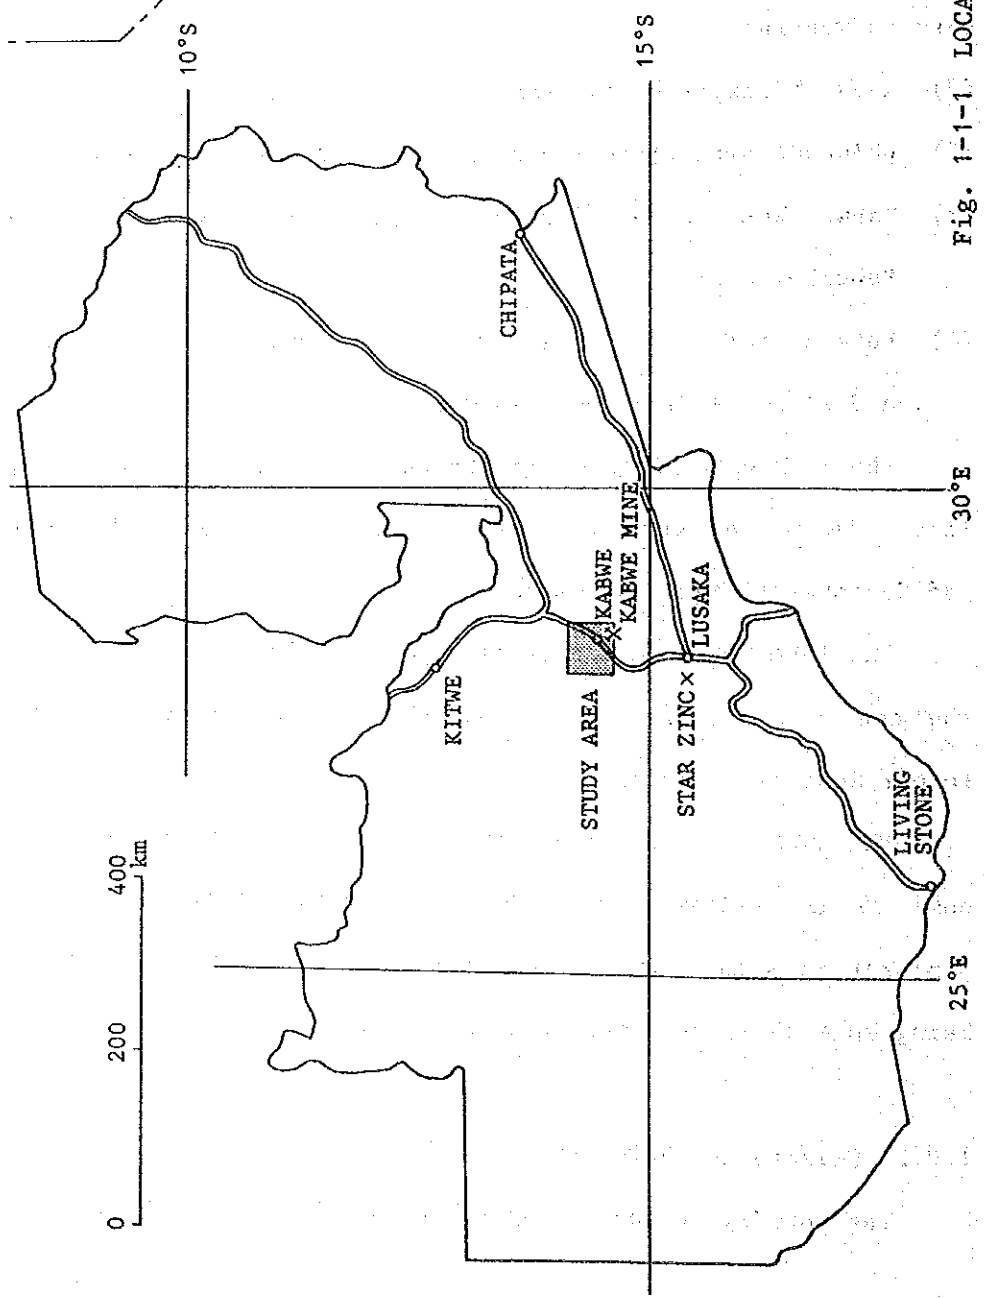 0 200 400
km
10°S
15°S
25°E
30°E
KITWE
CHIPATA
STUDY AREA
KABWE
KABWE MINE
STAR ZINC
LUSAKA
LIVING
STONE
Fig. 1-1-1 LOCA